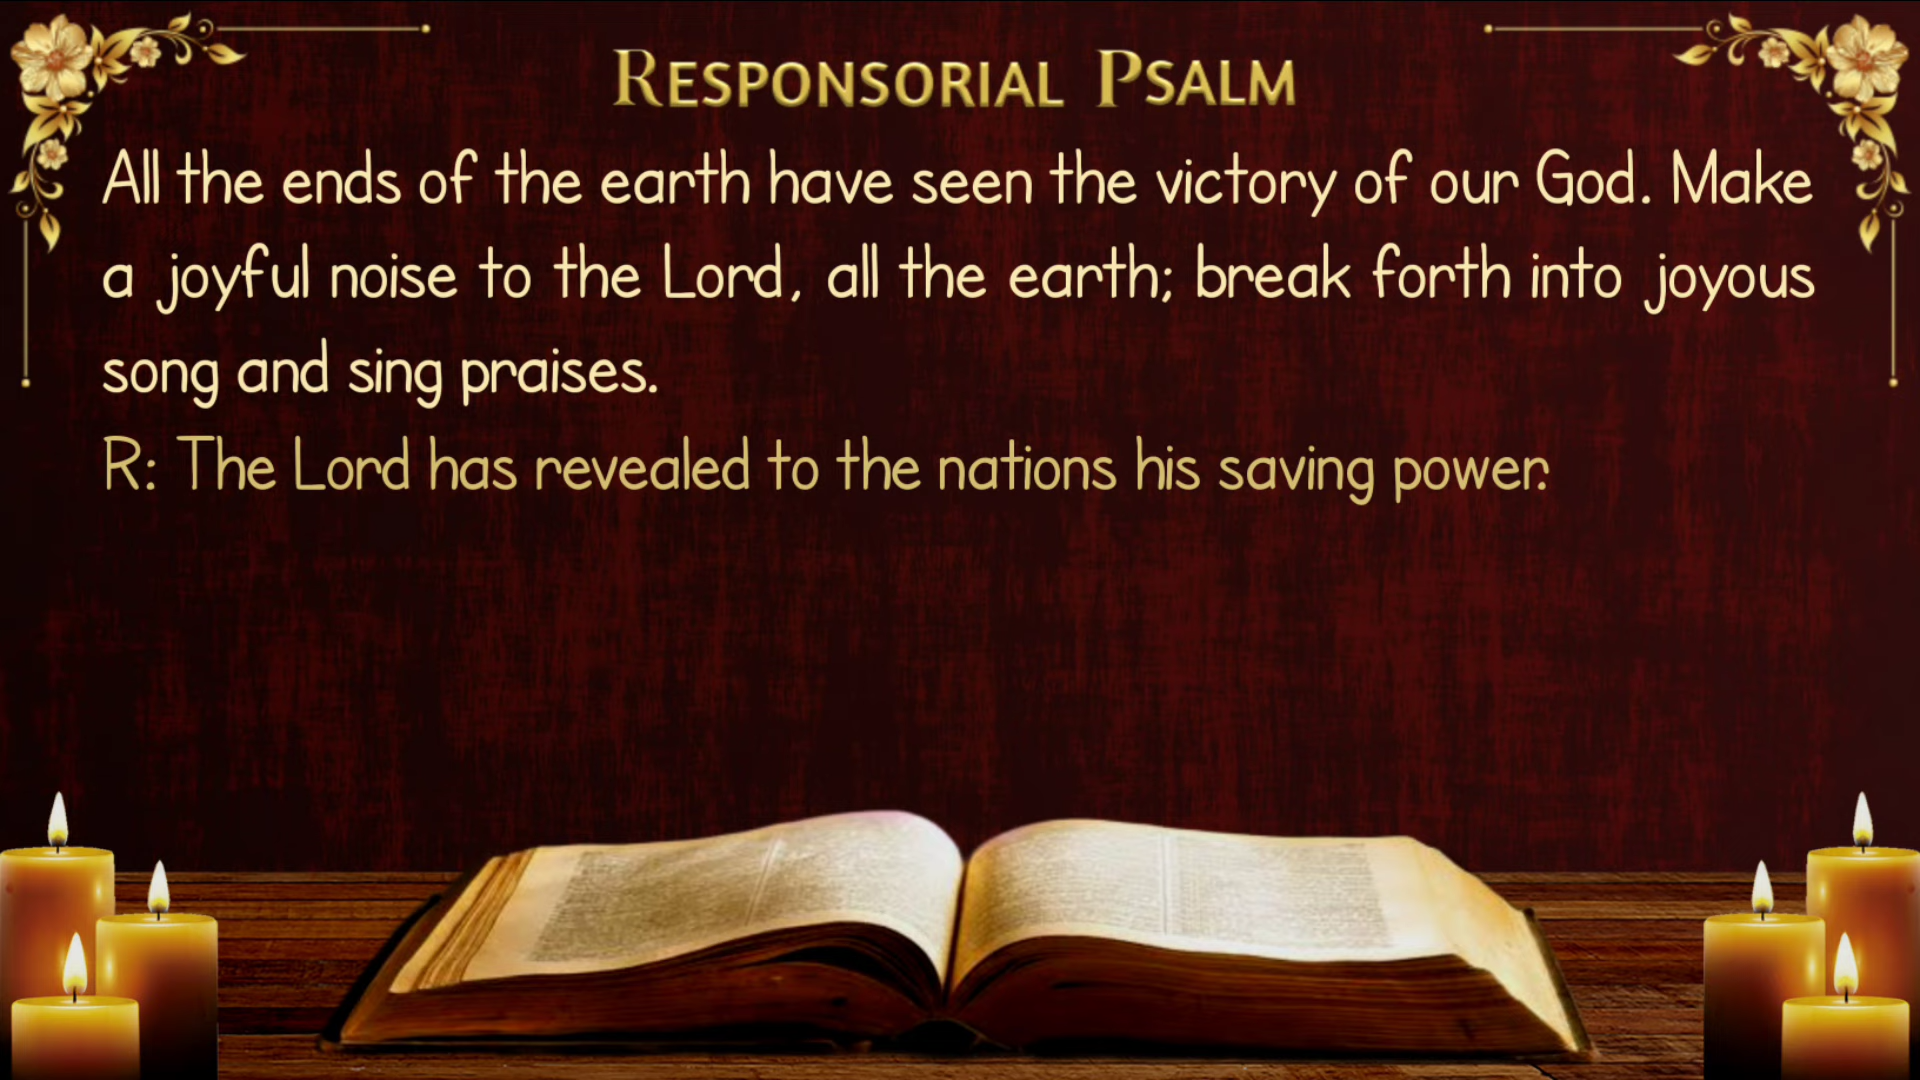 Responsorial Psalm
All the ends of the earth have seen the victory of our God. Make
a joyful noise to the Lord, all the earth; break forth into joyous
song and sing praises.
R: The Lord has revealed to the nations his saving power.